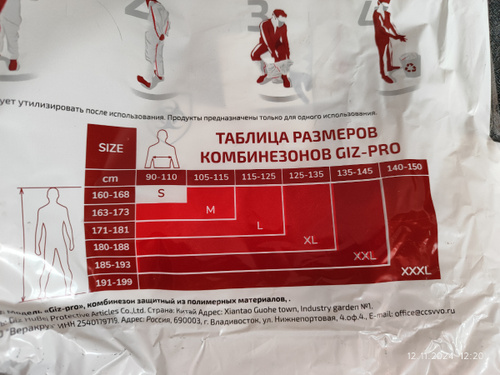 2
3
4
ует утилизировать после использования. Продукты предназначены только для одного использования.
ТАБЛИЦА РАЗМЕРОВ
КОМБИНЕЗОНОВ GIZ-PRO
SIZE
cm 90-110 105-115 115-125 125-135 135-145 140-150
160-168 S
163-173 M
171-181 L
180-188 XL
185-193 XXL
191-199 XXXL
«Giz-pro», комбинезон защитный из полимерных материалов, .
Protective Articles Co.,Ltd. Страна: Китай Адрес: Xiantao Guohe town, Industry garden №1.
ИНН 2540179119. Адрес: Россия, 690003, г. Владивосток, ул. Нижнепортовая, 4.оф.4., E-mail: office@ccsvvo.ru
12.11.2024 12:20